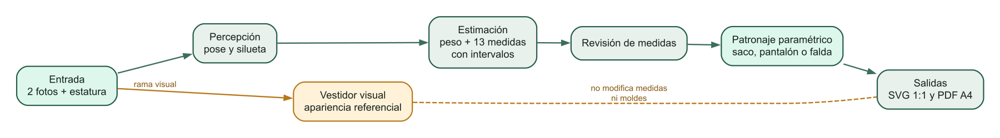 Entrada
2 fotos + estatura
Percepción
pose y silueta
rama visual
Vestidor visual
apariencia referencial
Estimación
peso + 13 medidas
con intervalos
Revisión de medidas
no modifica medidas
ni moldes
Patronaje paramétrico
saco, pantalón o falda
Salidas
SVG 1:1 y PDF A4